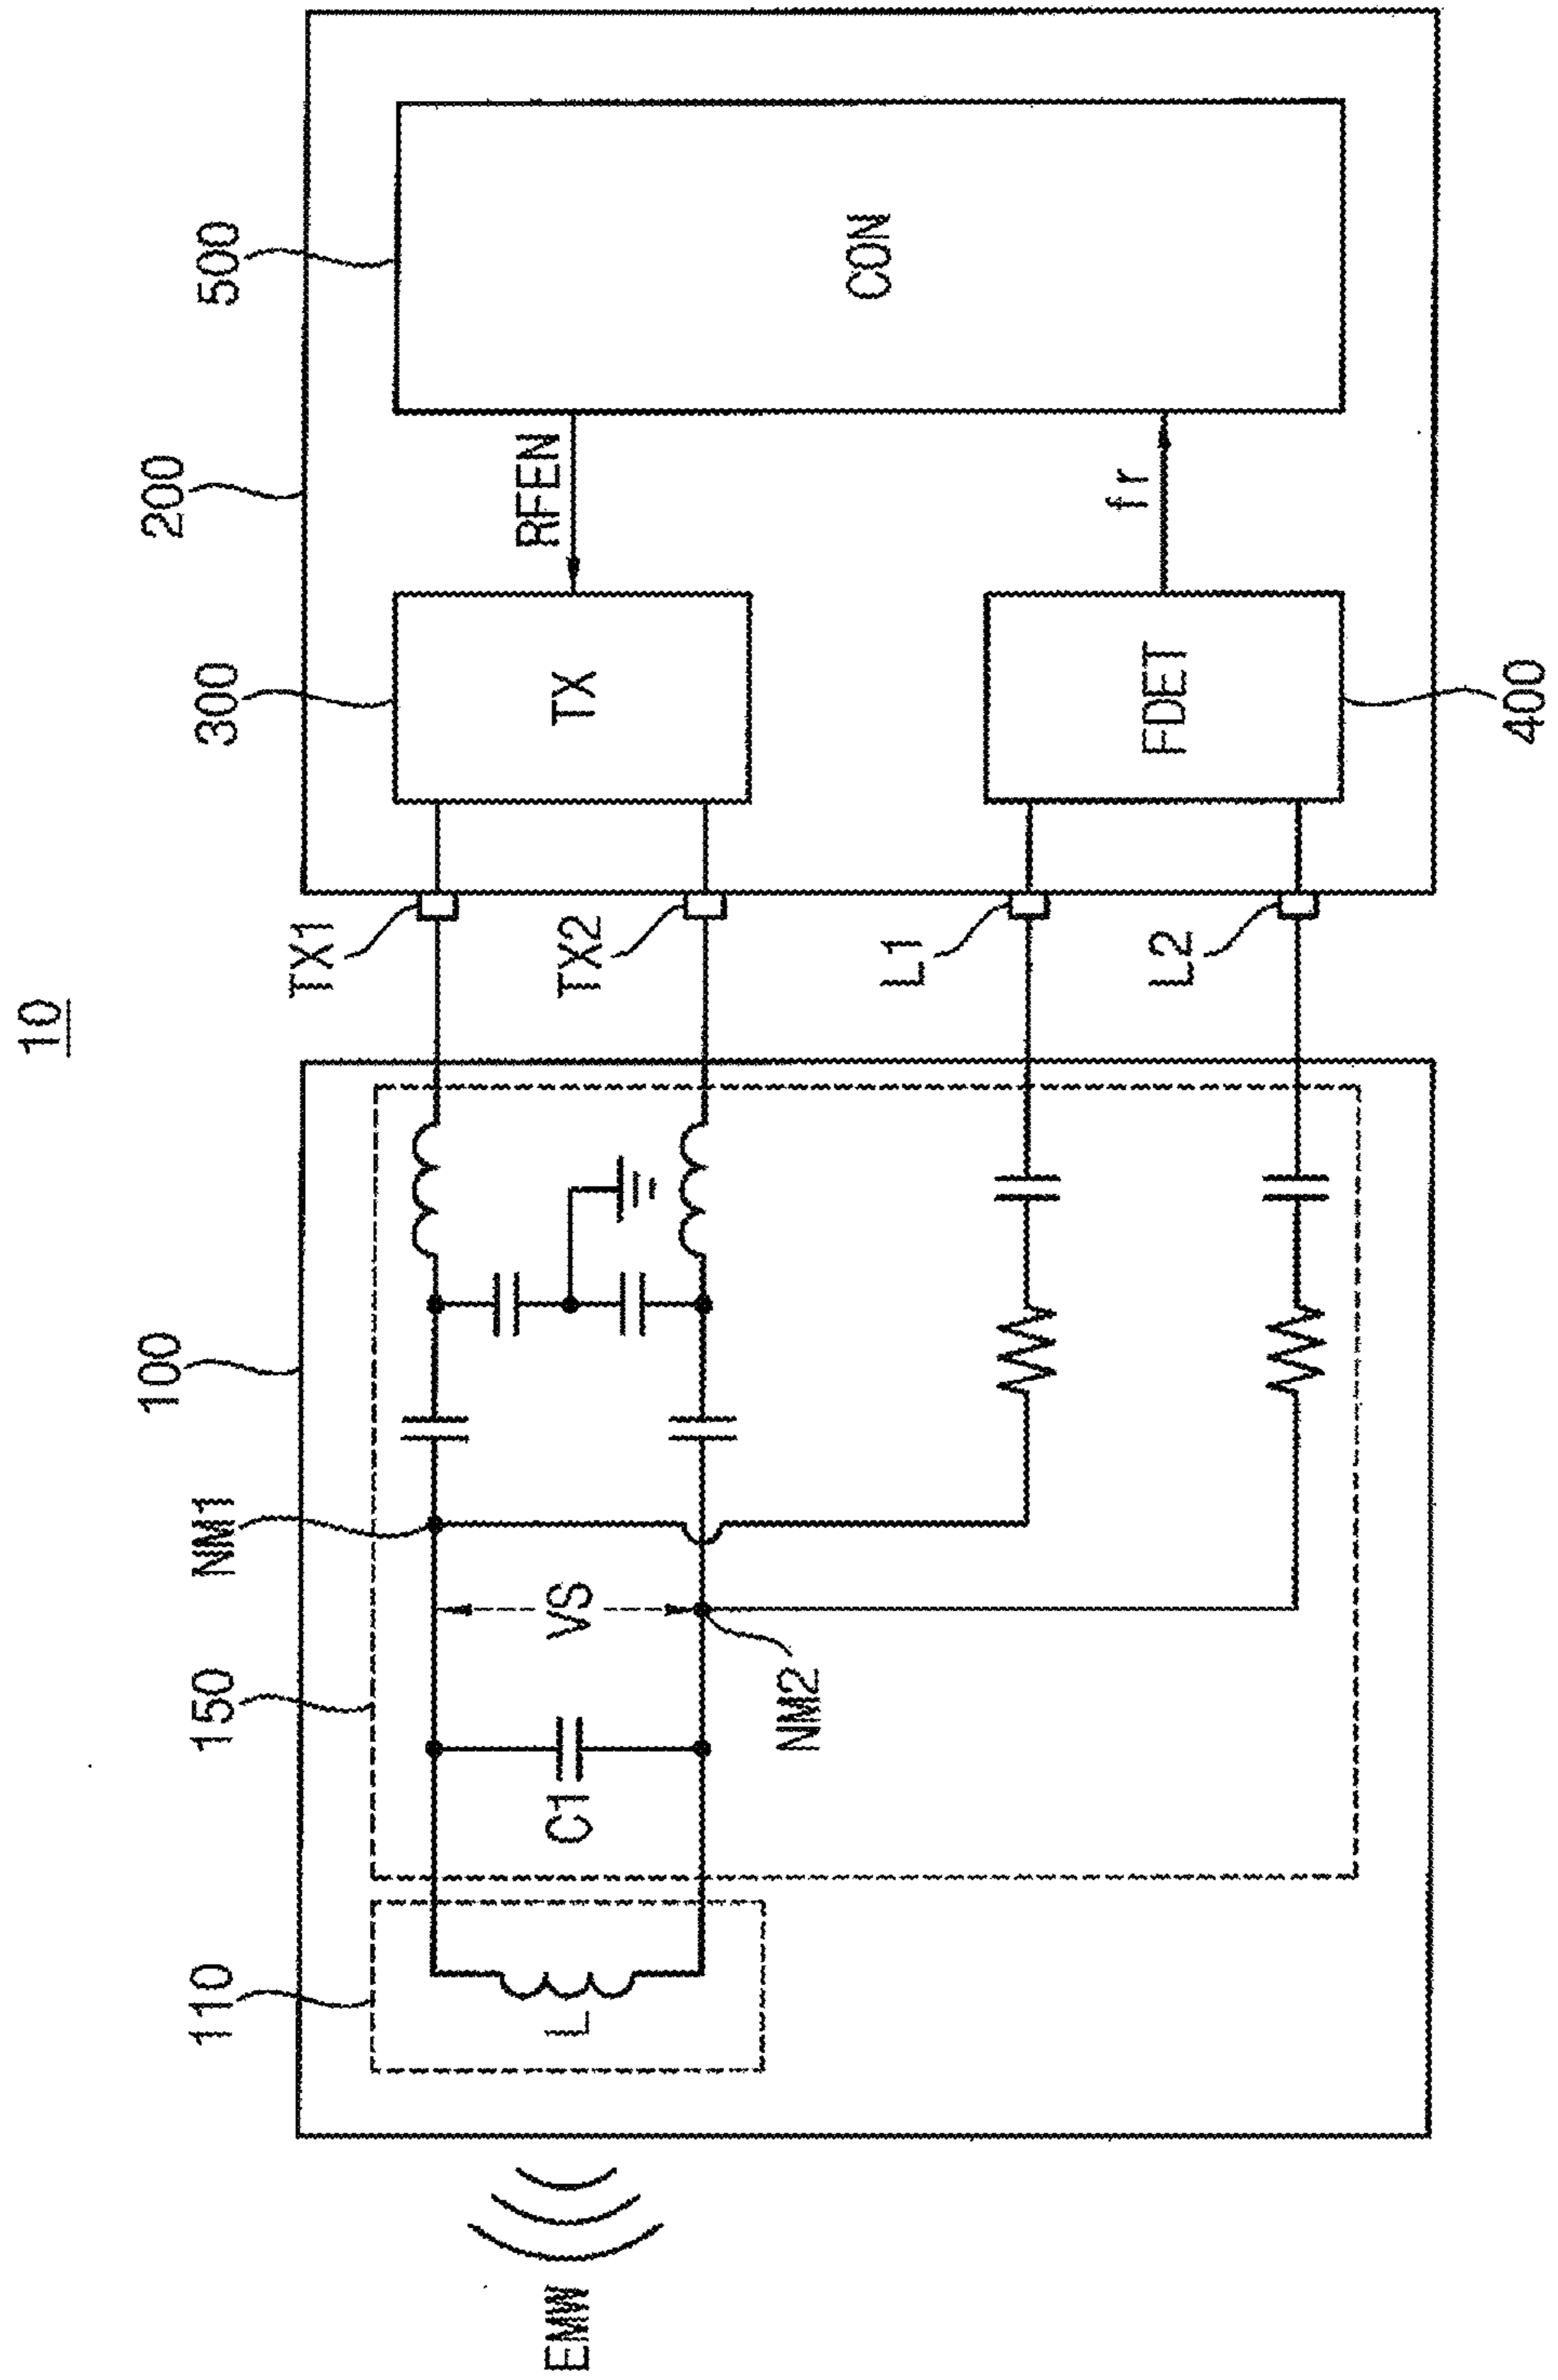 10
100
200
110
150
NM1
TX1
300
500
EMW
L
C1
VS
TX2
TX
RFEN
CON
NM2
L1
L2
FDET
fr
400